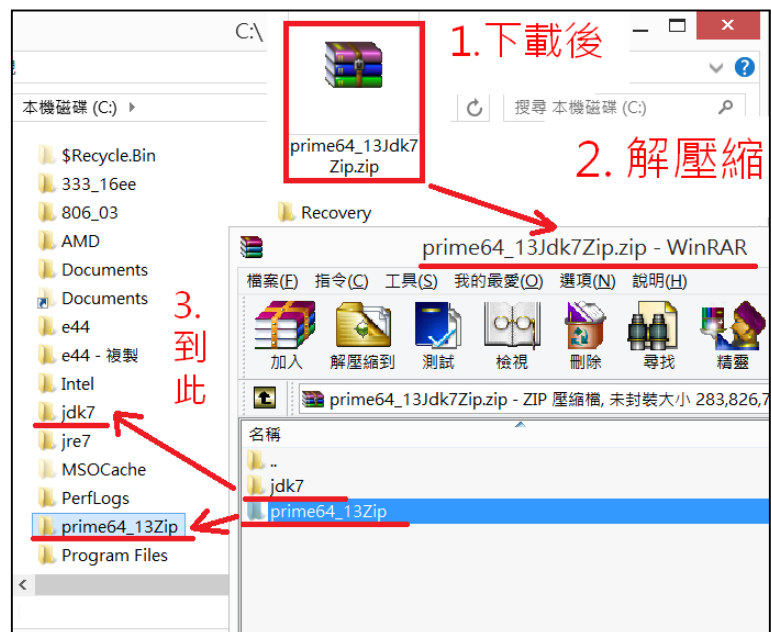 C:\
1.下載後
本機磁碟 (C:)
搜尋 本機磁碟 (C:)
prime64_13Jdk7
Zip.zip
2. 解壓縮
$Recycle.Bin
333_16ee
806_03
AMD
Documents
Documents
e44
e44 - 複製
Intel
jdk7
jre7
MSOCache
PerfLogs
prime64_13Zip
Program Files
Recovery
3.
到
此
prime64_13Jdk7Zip.zip - WinRAR
檔案(F) 指令(C) 工具(S) 我的最愛(O) 選項(N) 說明(H)
加入 解壓縮到 測試 檢視 刪除 尋找 精靈
prime64_13Jdk7Zip.zip - ZIP 壓縮檔, 未封裝大小 283,826,7
名稱
..
jdk7
prime64_13Zip